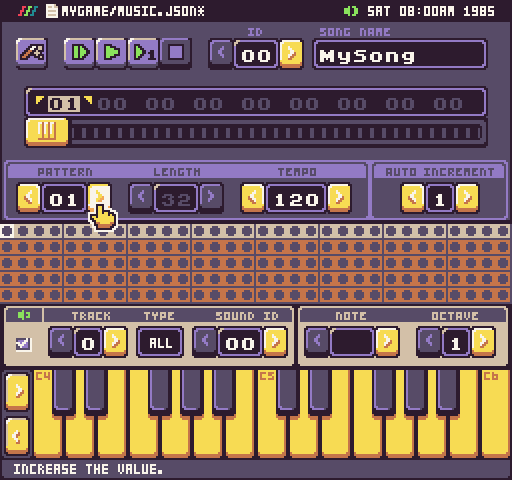 MYGAME/MUSIC.JSON* SAT 08:00AM 1985
ID SONG NAME
1 00 MySong
01 00 00 00 00 00 00 00 00
PATTERN LENGTH TEMPO AUTO INCREMENT
01 32 120 1
TRACK TYPE SOUND ID NOTE OCTAVE
0 ALL 00 1
C4 C5 C6
INCREASE THE VALUE.